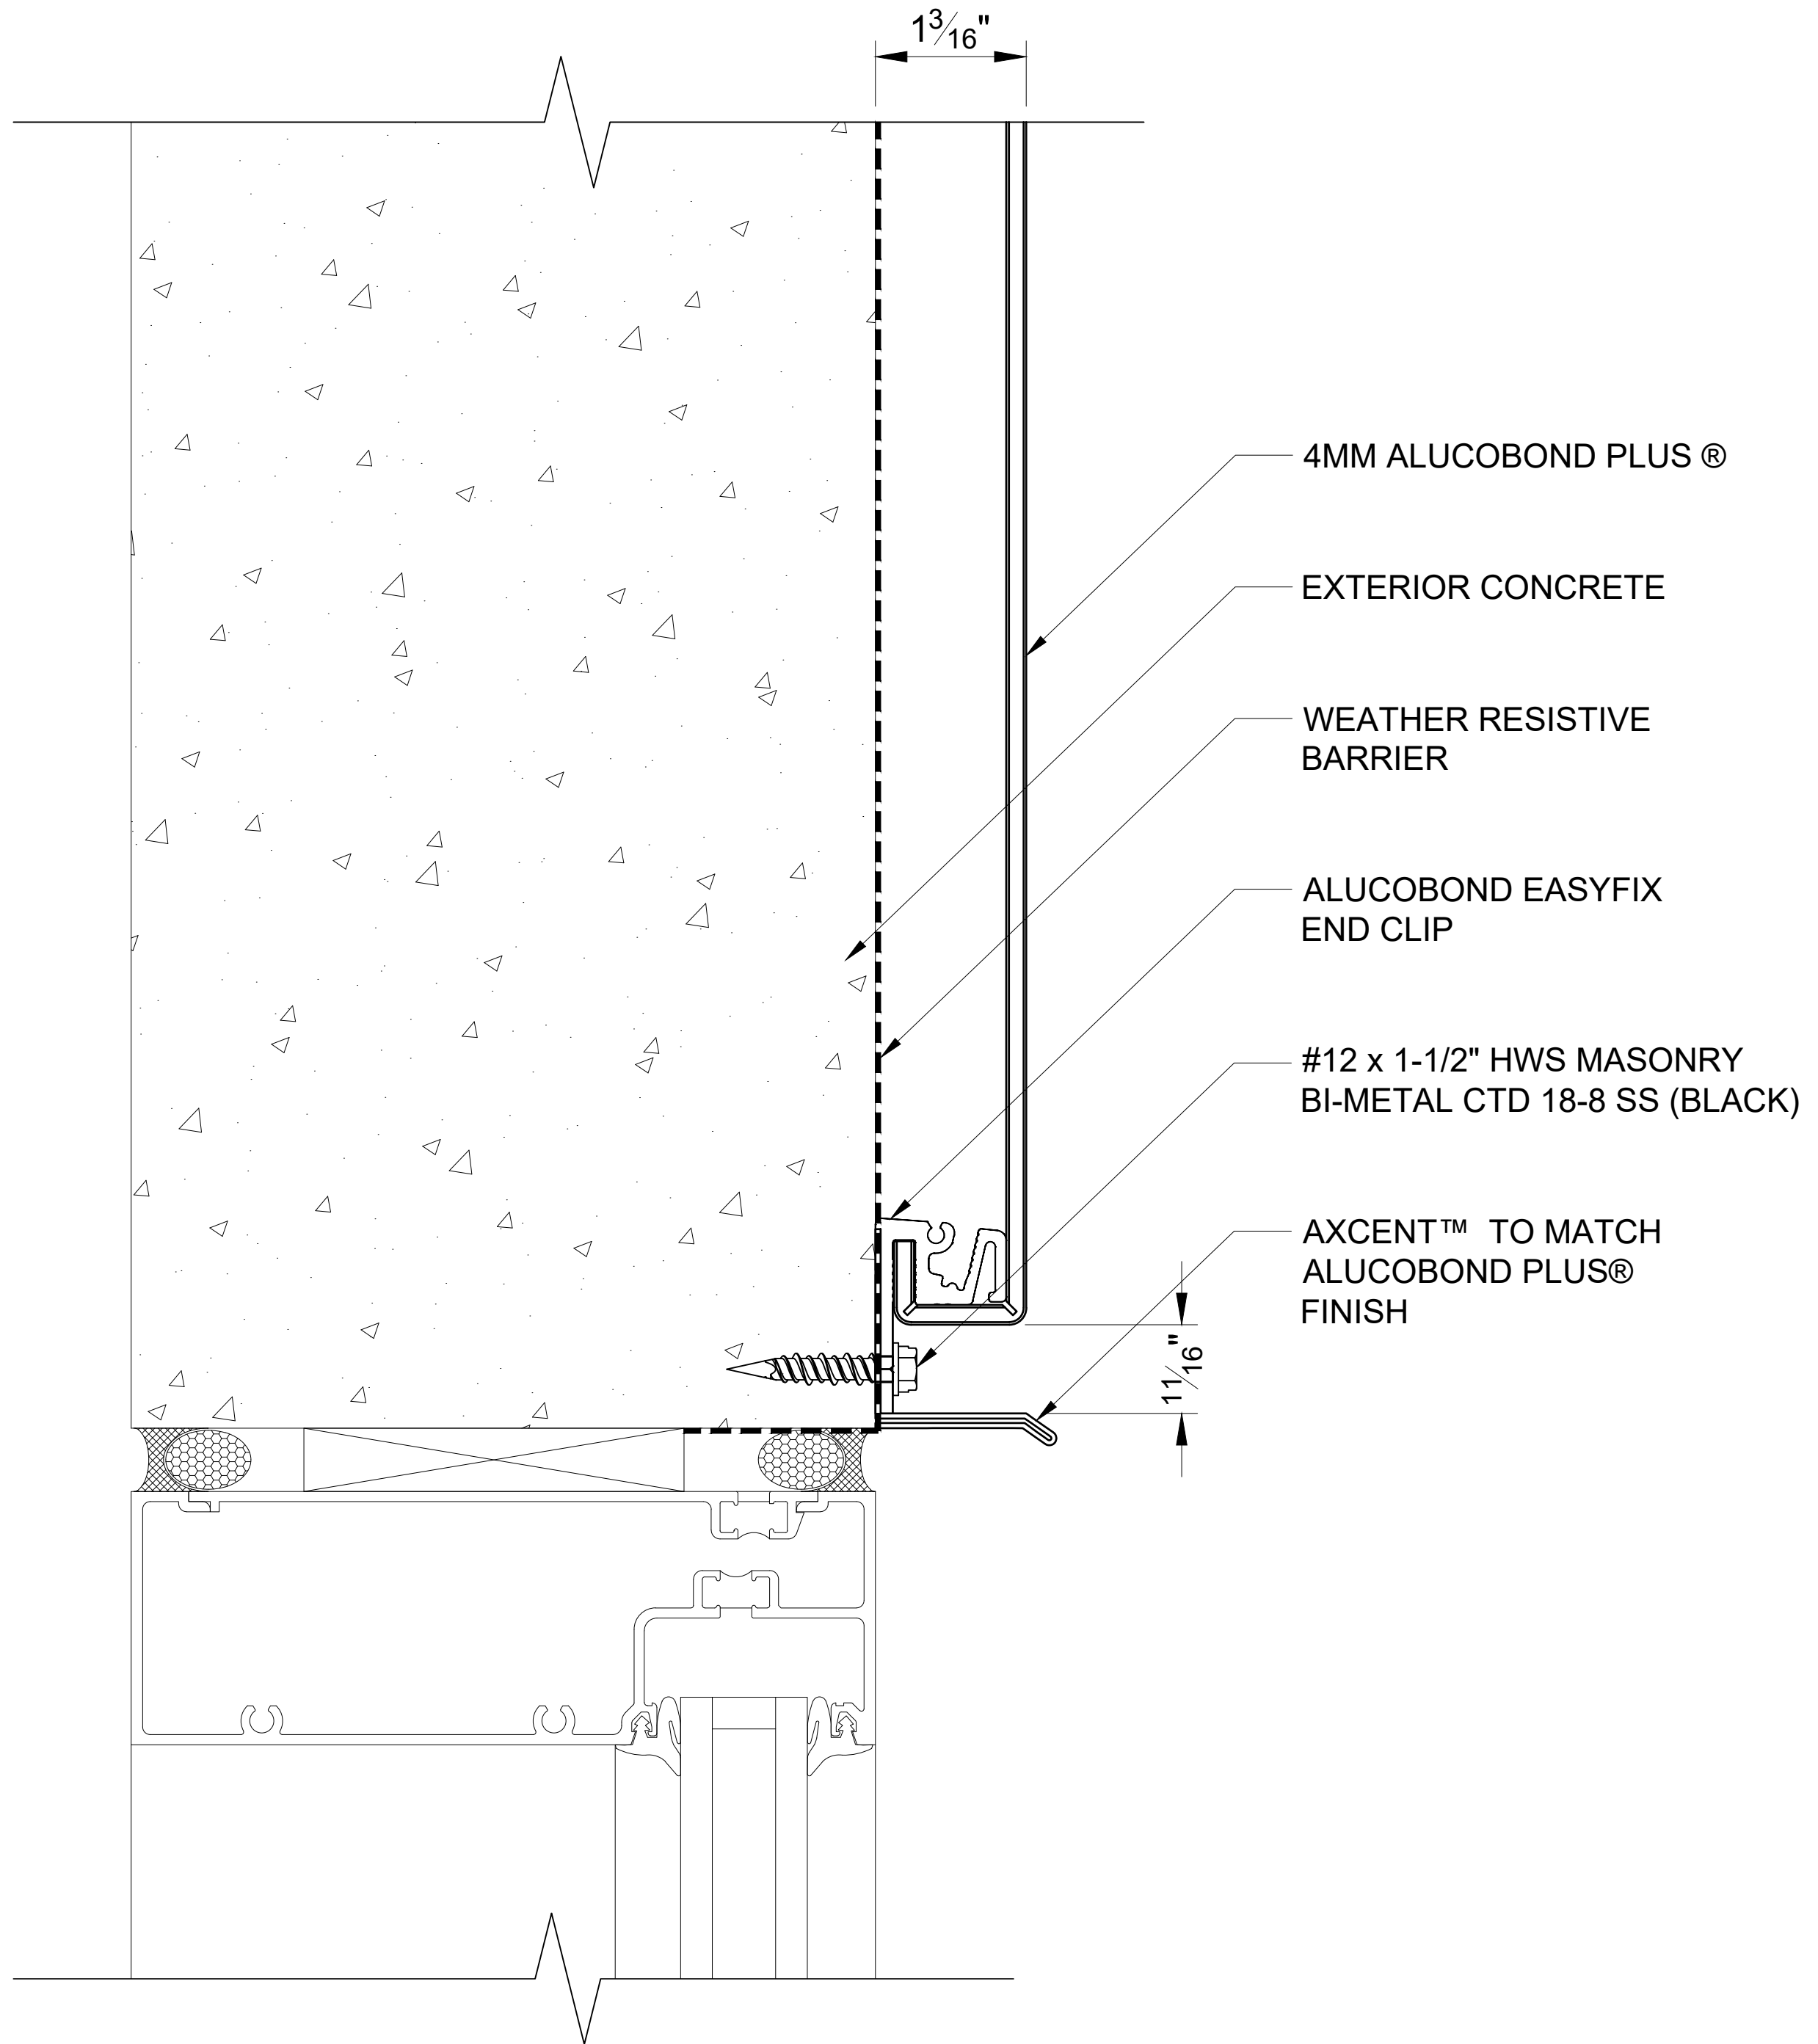 1 3/16"
4MM ALUCOBOND PLUS ®
EXTERIOR CONCRETE
WEATHER RESISTIVE
BARRIER
ALUCOBOND EASYFIX
END CLIP
#12 x 1-1/2" HWS MASONRY
BI-METAL CTD 18-8 SS (BLACK)
AXCENT™ TO MATCH
ALUCOBOND PLUS®
FINISH
11/16"